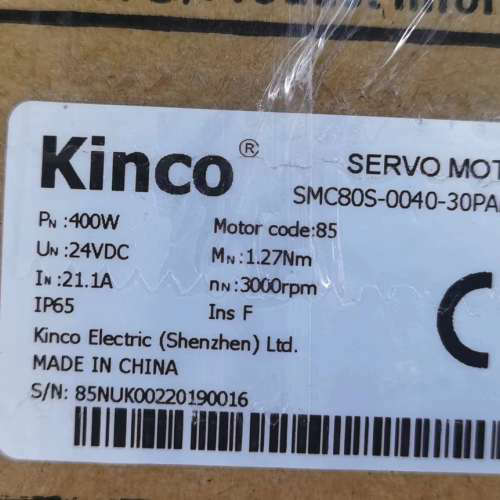 Kinco®
SERVO MOT
SMC80S-0040-30PA
PN :400W
Motor code:85
UN :24VDC
MN :1.27Nm
IN :21.1A
nN :3000rpm
IP65
Ins F
CE
Kinco Electric (Shenzhen) Ltd.
MADE IN CHINA
S/N: 85NUK00220190016